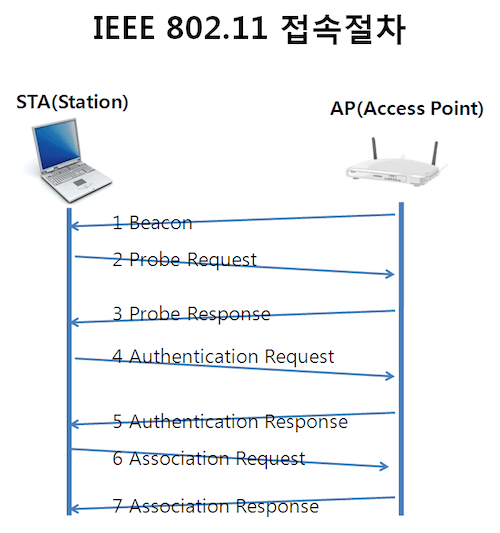 IEEE 802.11 접속절차
STA(Station)
AP(Access Point)
1 Beacon
2 Probe Request
3 Probe Response
4 Authentication Request
5 Authentication Response
6 Association Request
7 Association Response